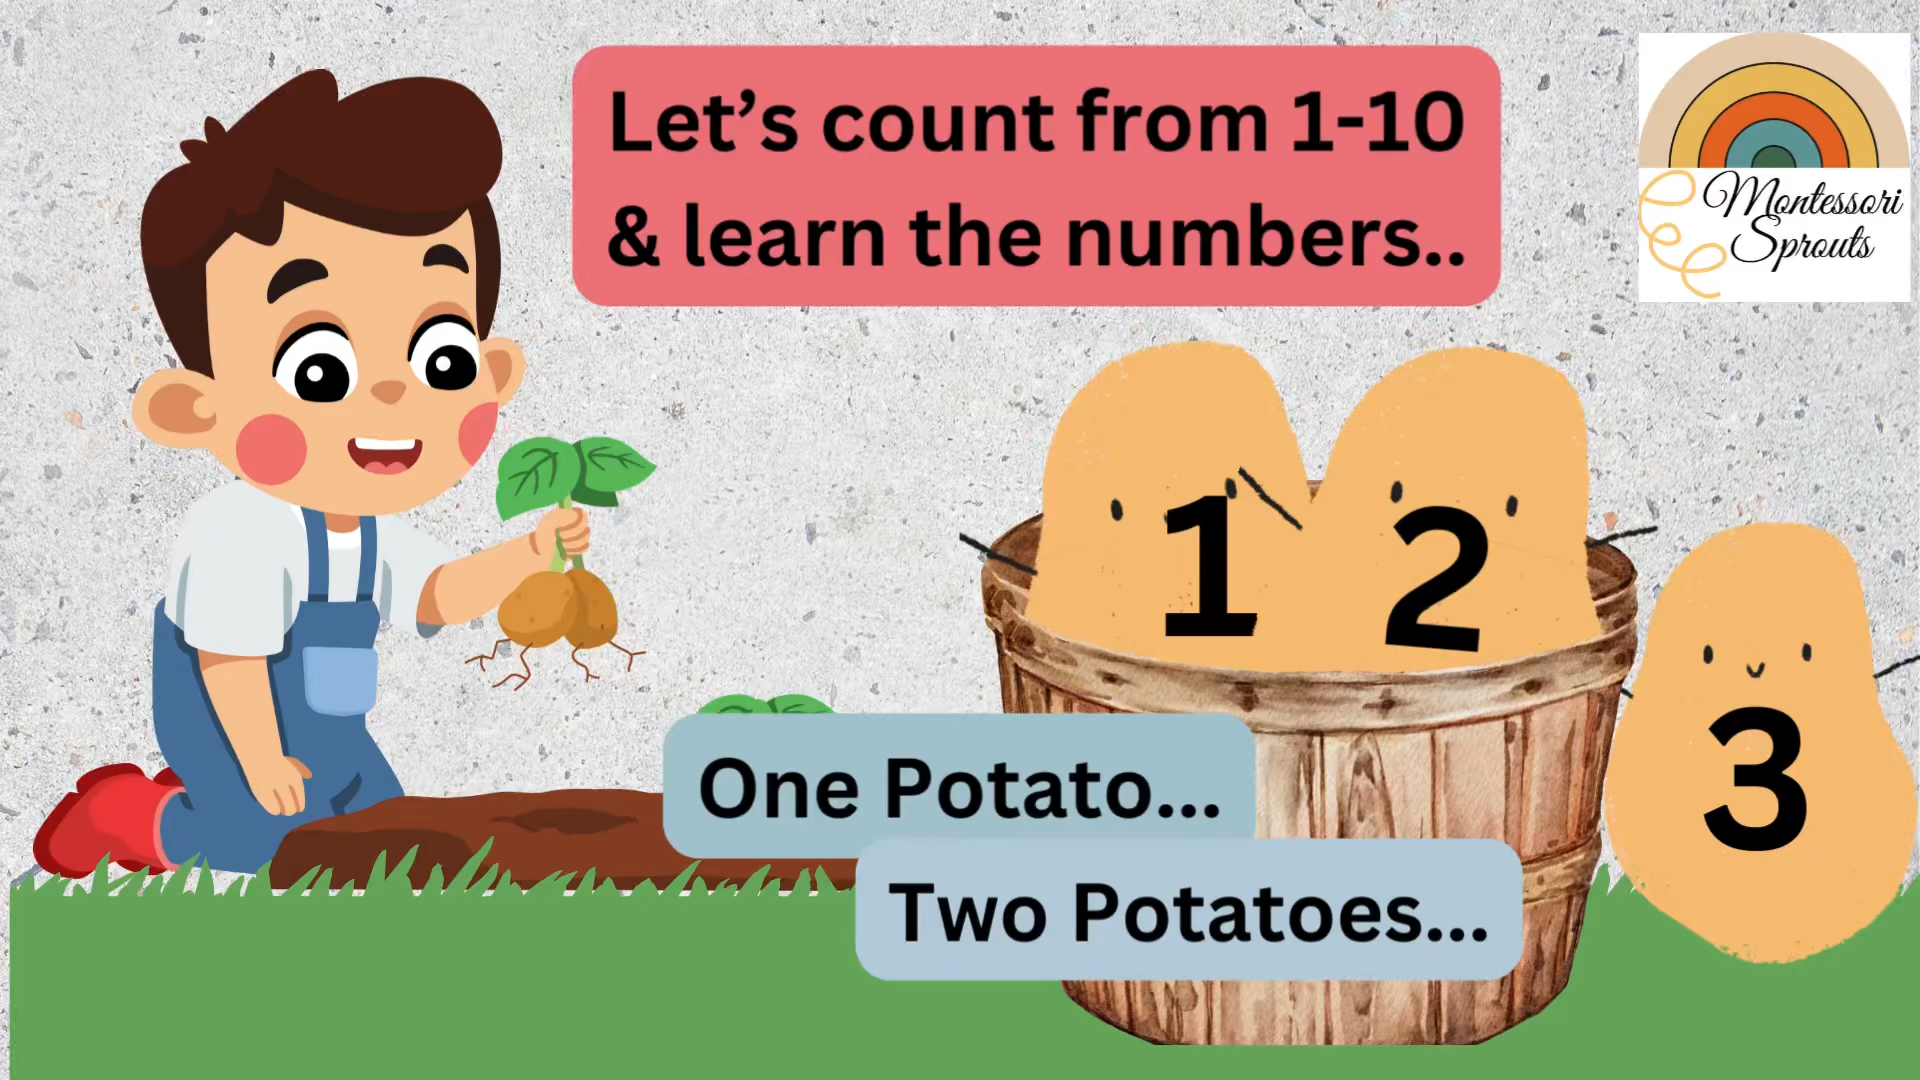 Let’s count from 1-10
& learn the numbers..
Montessori
Sprouts
1
2
3
One Potato...
Two Potatoes...